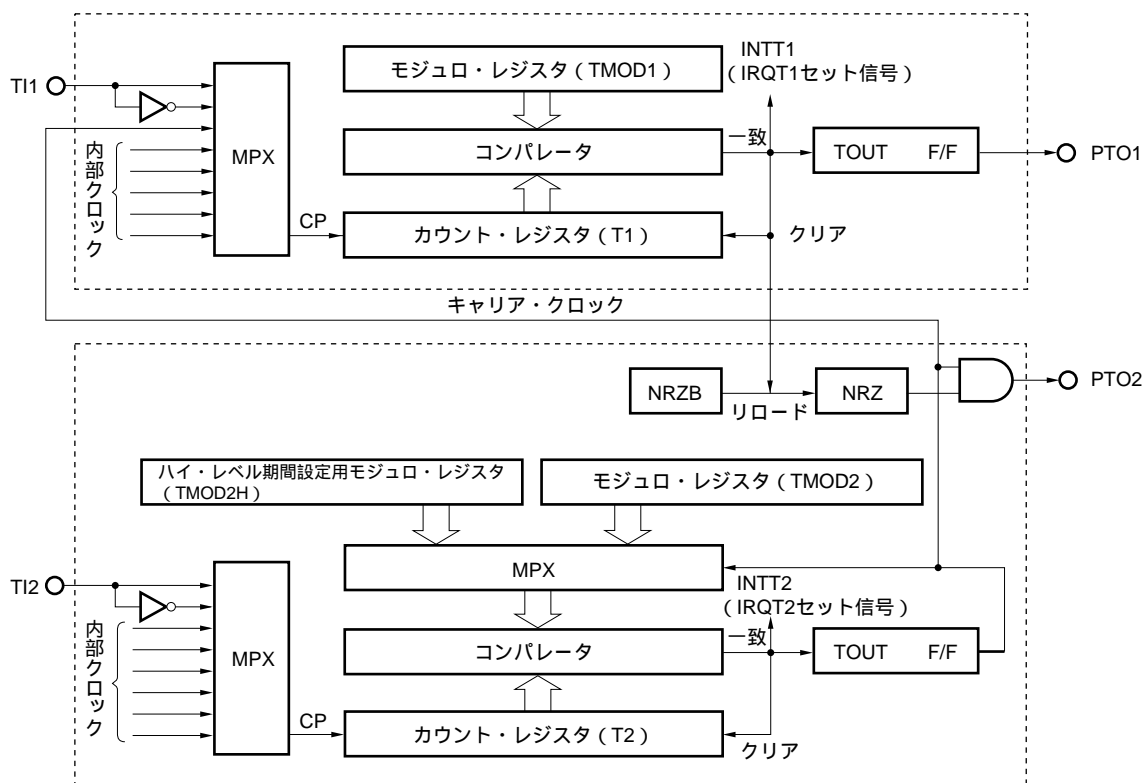 INTT1
モジュロ・レジスタ(TMOD1)
(IRQT1セット信号)
TI1
MPX
コンパレータ
一致
TOUT F/F
PTO1
内部クロック
CP
カウント・レジスタ(T1)
クリア
キャリア・クロック
NRZB
リロード
NRZ
PTO2
ハイ・レベル期間設定用モジュロ・レジスタ
(TMOD2H)
モジュロ・レジスタ(TMOD2)
MPX
TI2
INTT2
(IRQT2セット信号)
MPX
コンパレータ
一致
TOUT F/F
内部クロック
CP
カウント・レジスタ(T2)
クリア